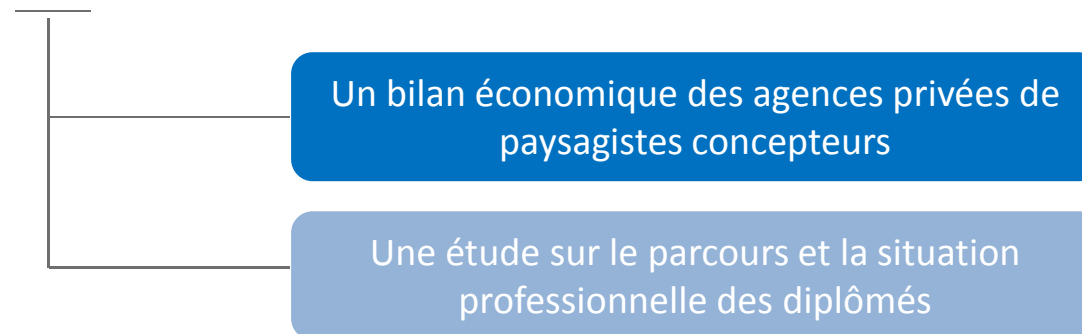 Un bilan économique des agences privées de
paysagistes concepteurs
Une étude sur le parcours et la situation
professionnelle des diplômés